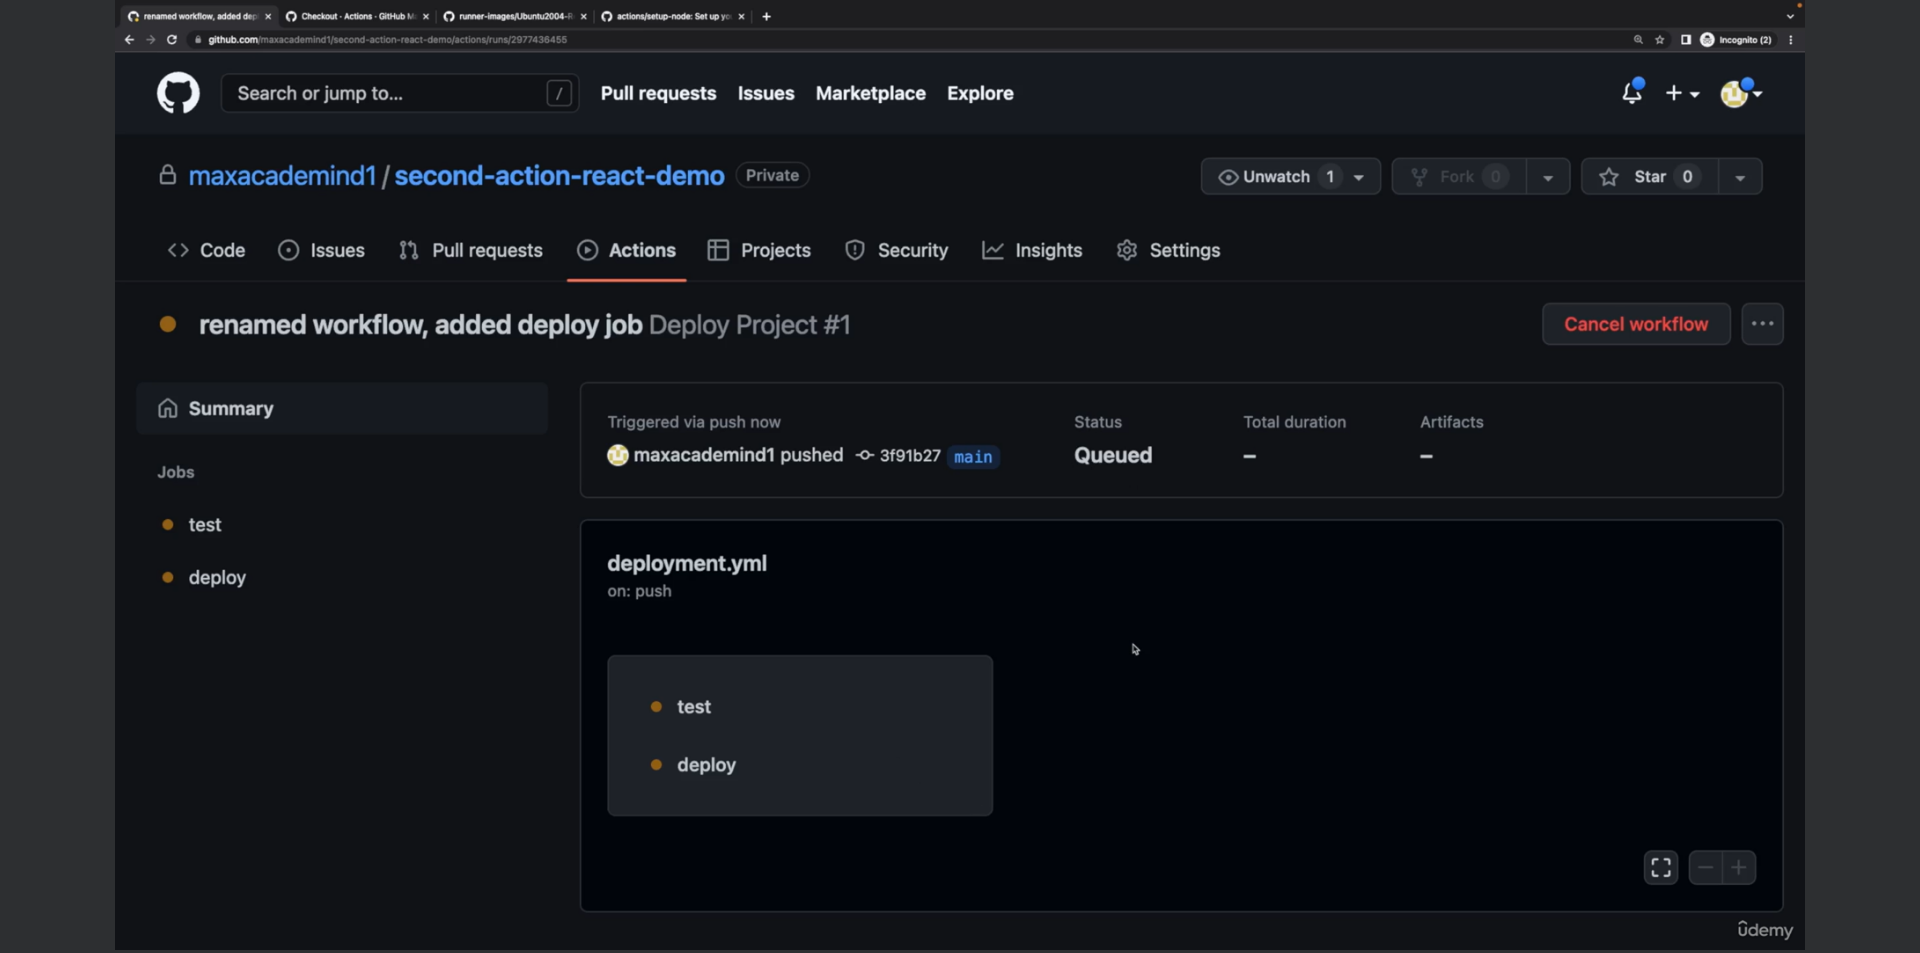 renamed workflow, added dep
Checkout - Actions · GitHub M
runner-images/Ubuntu2004-R
actions/setup-node: Set up yo
github.com/maxacademind1/second-action-react-demo/actions/runs/2977436455
Incognito (2)
Search or jump to...
/
Pull requests
Issues
Marketplace
Explore
maxacademind1 / second-action-react-demo
Private
Unwatch 1
Fork 0
Star 0
Code
Issues
Pull requests
Actions
Projects
Security
Insights
Settings
renamed workflow, added deploy job Deploy Project #1
Cancel workflow
Summary
Triggered via push now
Status
Total duration
Artifacts
maxacademind1 pushed 3f91b27 main
Queued
–
–
Jobs
test
deploy
deployment.yml
on: push
test
deploy
ûdemy